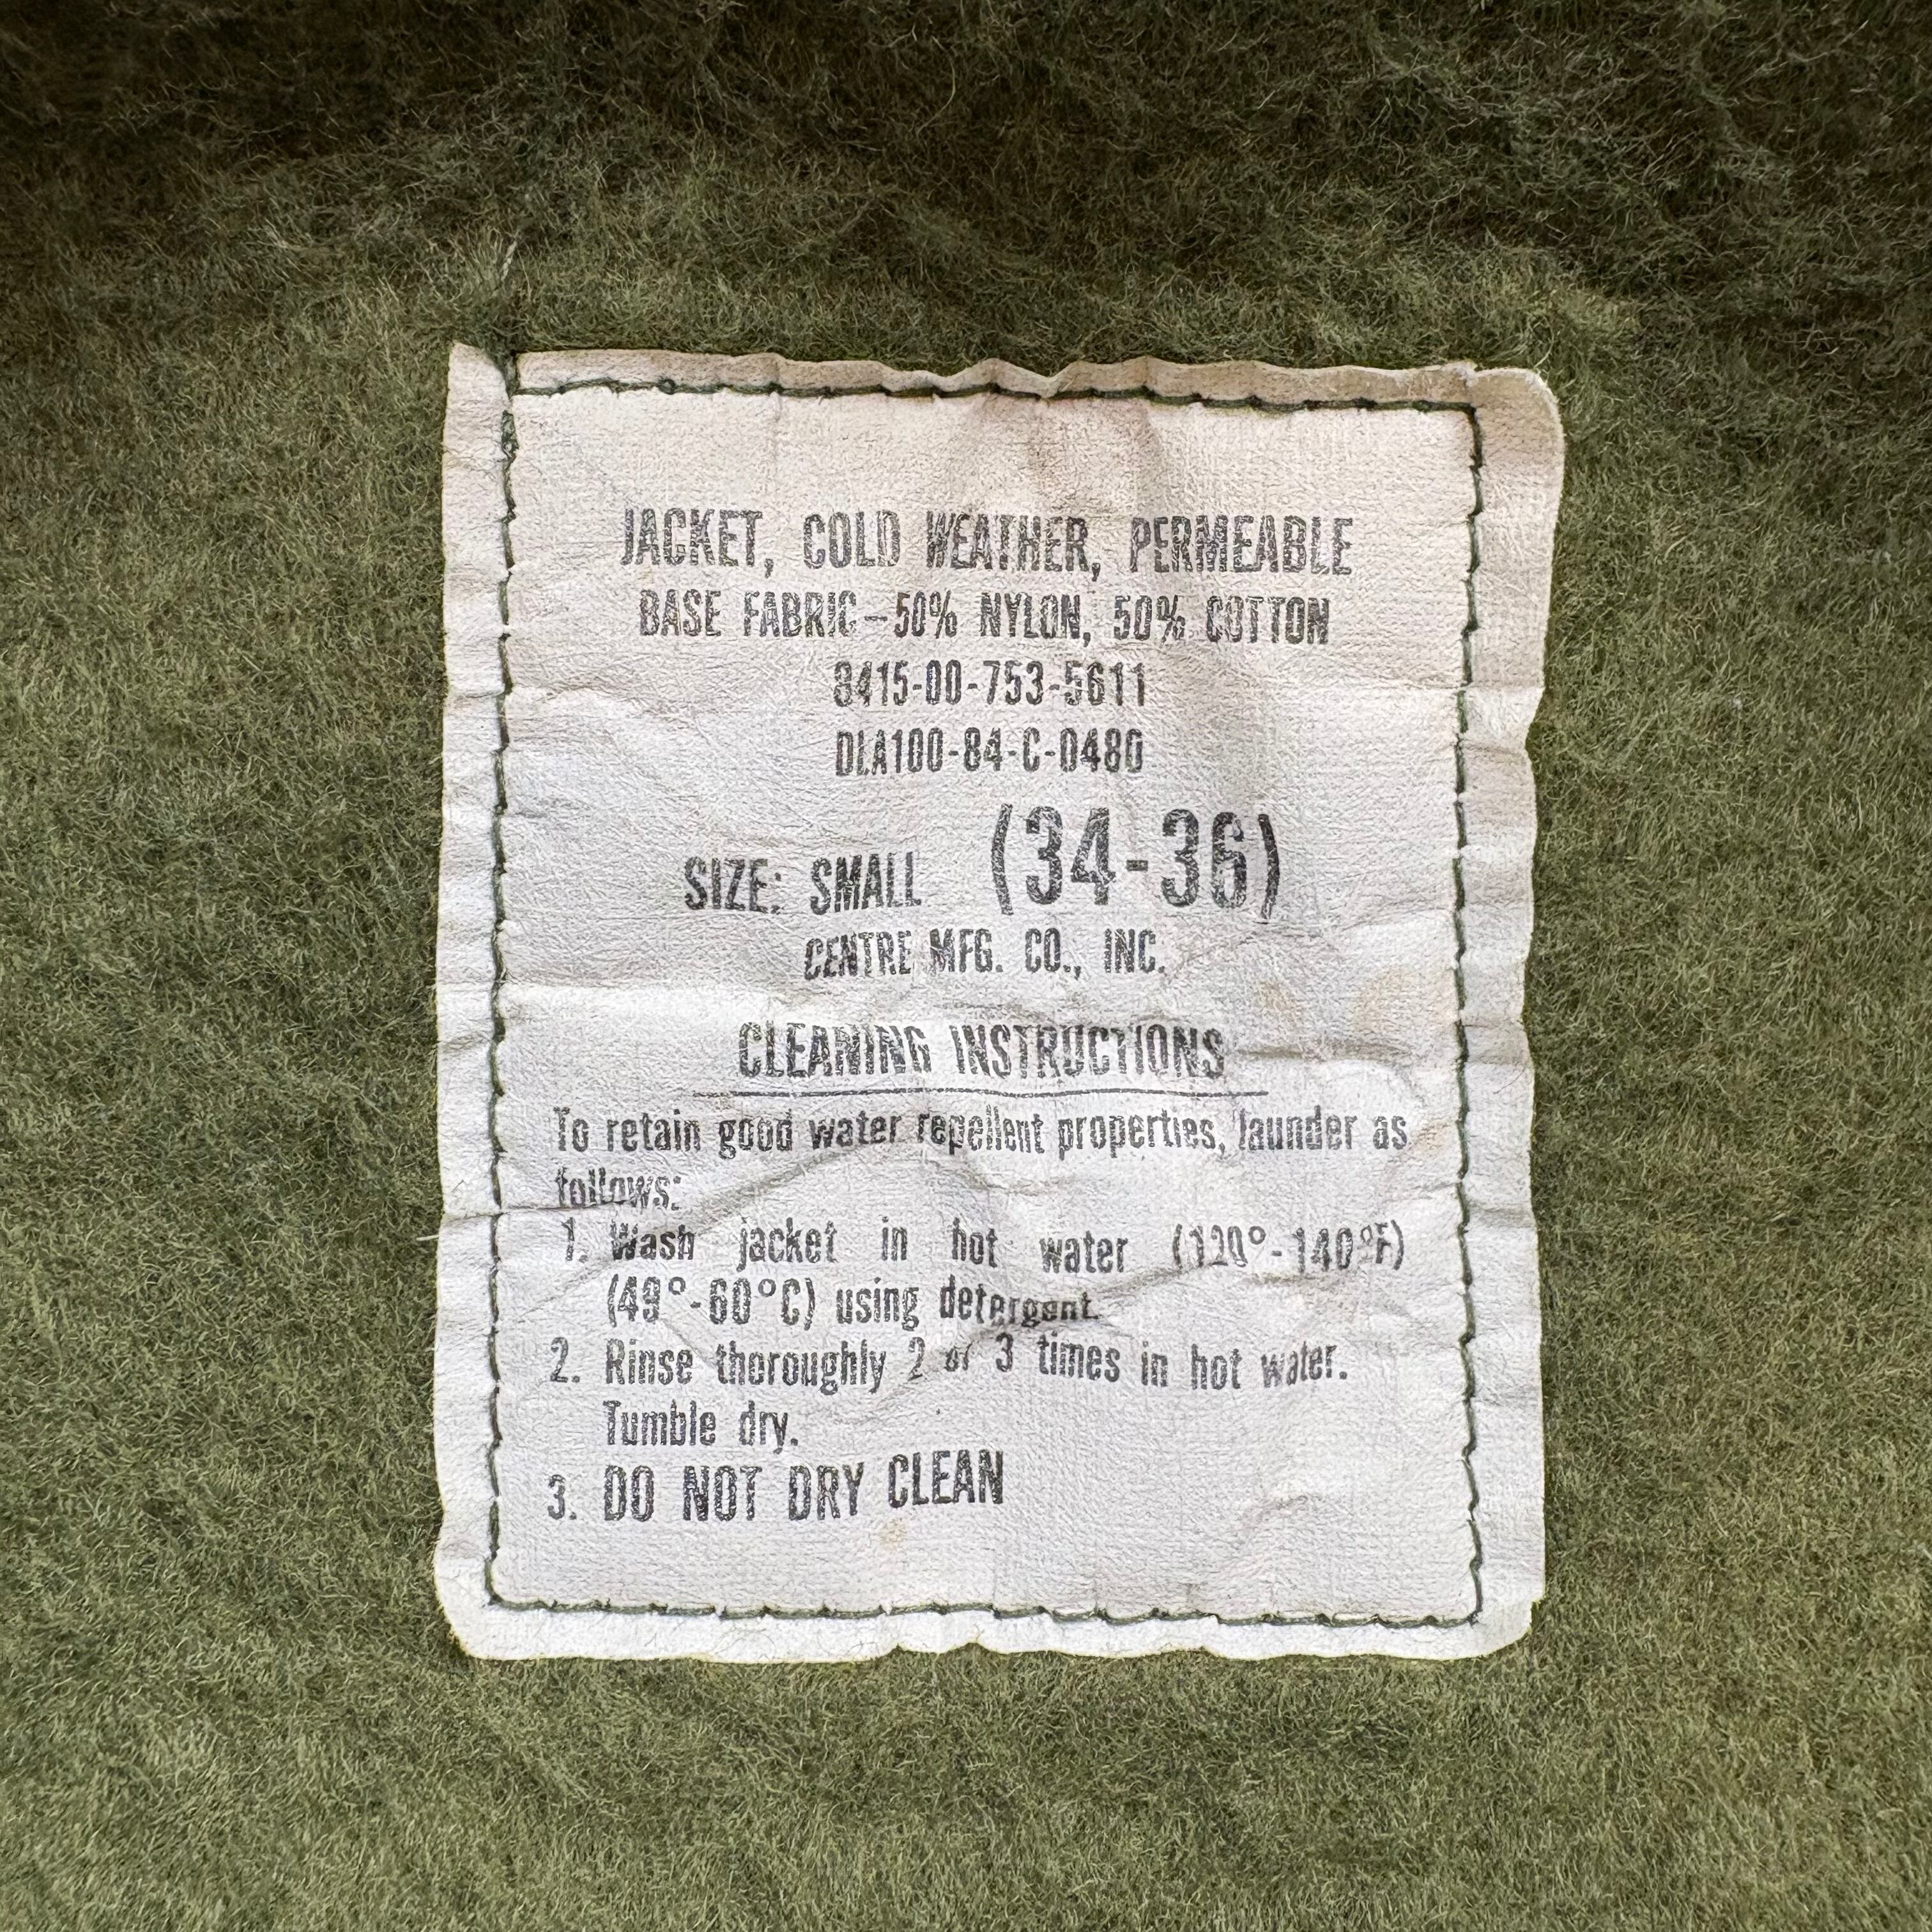 JACKET, COLD WEATHER, PERMEABLE
BASE FABRIC–50% NYLON, 50% COTTON
8415-00-753-5611
DLA100-84-C-0480
SIZE: SMALL (34-36)
CENTRE MFG. CO., INC.
CLEANING INSTRUCTIONS
To retain good water repellent properties, launder as
follows:
1. Wash jacket in hot water (120°-140°F)
(49°-60°C) using detergent.
2. Rinse thoroughly 2 or 3 times in hot water.
Tumble dry.
3. DO NOT DRY CLEAN